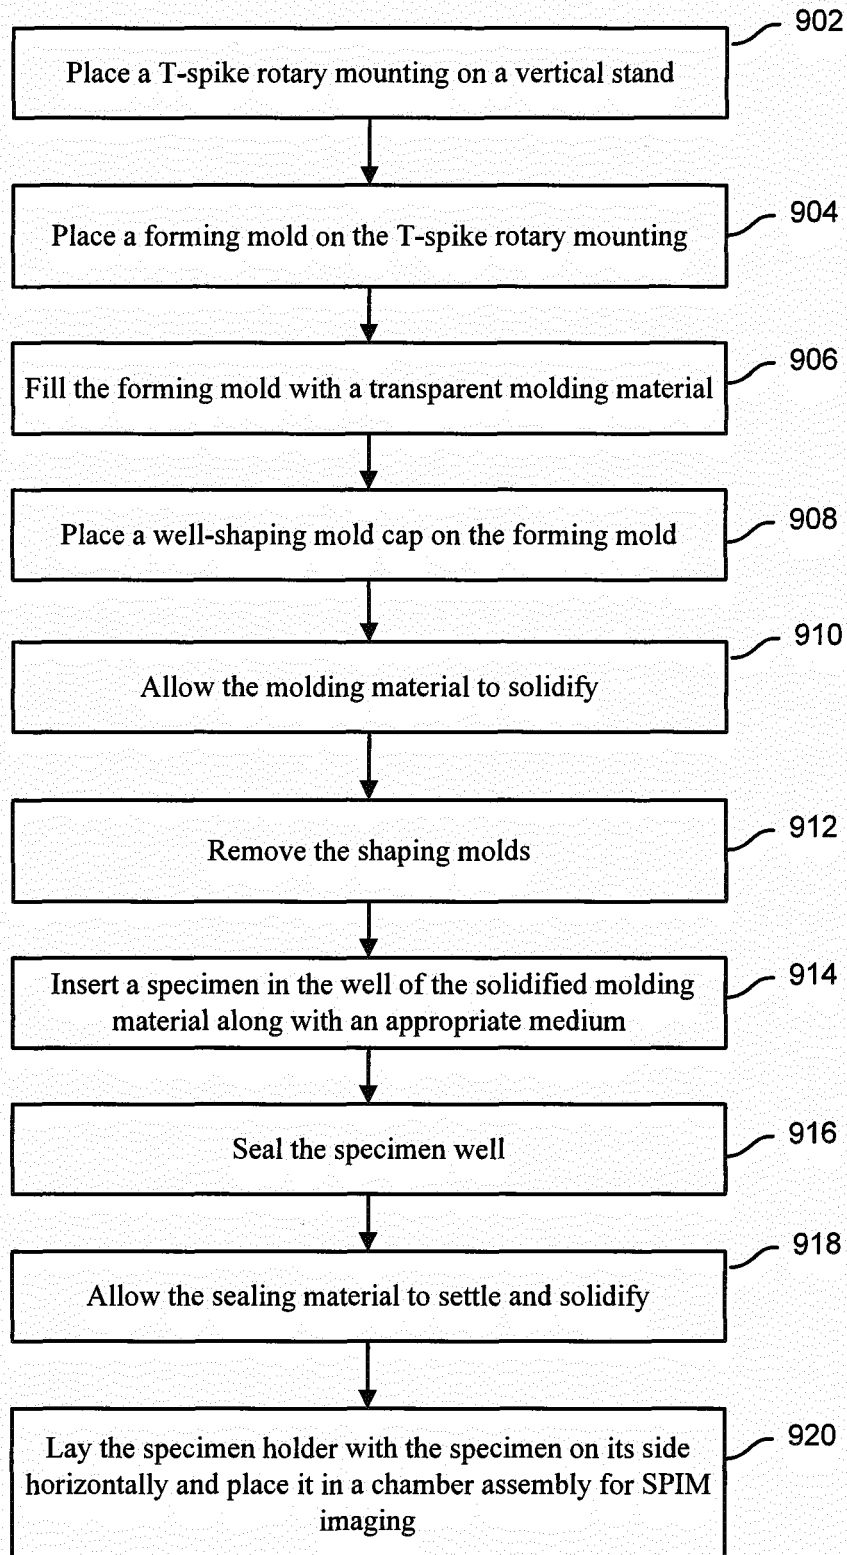 902
Place a T-spike rotary mounting on a vertical stand
904
Place a forming mold on the T-spike rotary mounting
906
Fill the forming mold with a transparent molding material
908
Place a well-shaping mold cap on the forming mold
910
Allow the molding material to solidify
912
Remove the shaping molds
914
Insert a specimen in the well of the solidified molding
material along with an appropriate medium
916
Seal the specimen well
918
Allow the sealing material to settle and solidify
920
Lay the specimen holder with the specimen on its side
horizontally and place it in a chamber assembly for SPIM
imaging